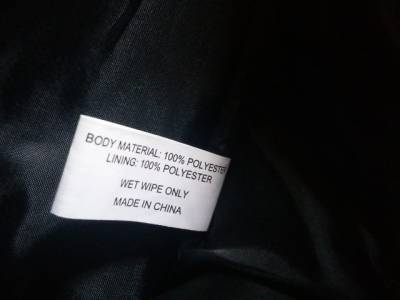 BODY MATERIAL: 100% POLYESTER
LINING: 100% POLYESTER
WET WIPE ONLY
MADE IN CHINA